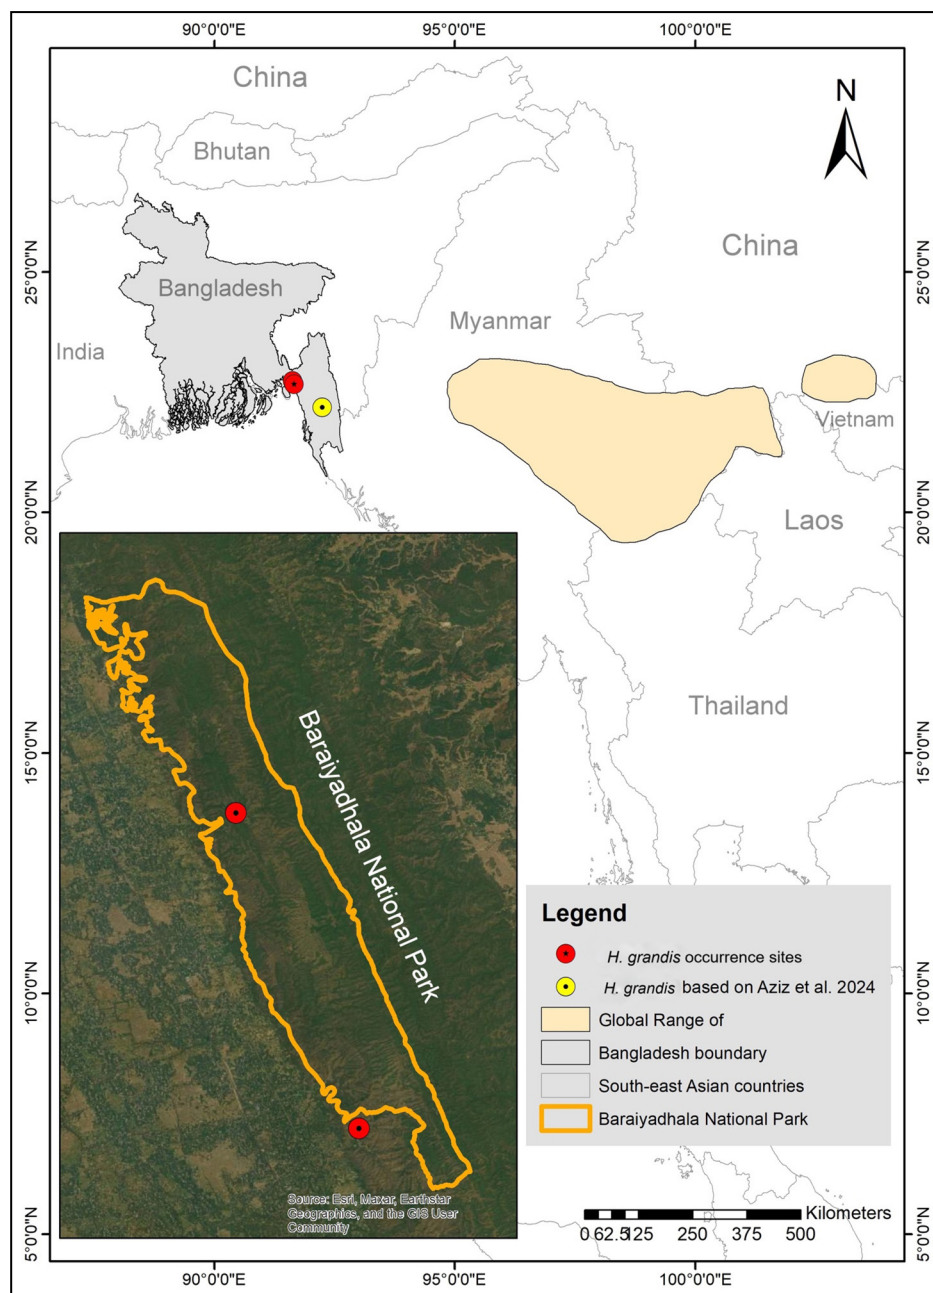 90°0'0"E 95°0'0"E 100°0'0"E
China
N
Bhutan
China
25°0'0"N
25°0'0"N
Bangladesh
Myanmar
India
Vietnam
20°0'0"N
20°0'0"N
Laos
Thailand
15°0'0"N
15°0'0"N
Baraiyadhala National Park
Legend
H. grandis occurrence sites
H. grandis based on Aziz et al. 2024
Global Range of
Bangladesh boundary
South-east Asian countries
Baraiyadhala National Park
10°0'0"N
10°0'0"N
Source: Esri, Maxar, Earthstar
Geographics, and the GIS User
Community
Kilometers
0 62.5 125 250 375 500
5°0'0"N
5°0'0"N
90°0'0"E 95°0'0"E 100°0'0"E